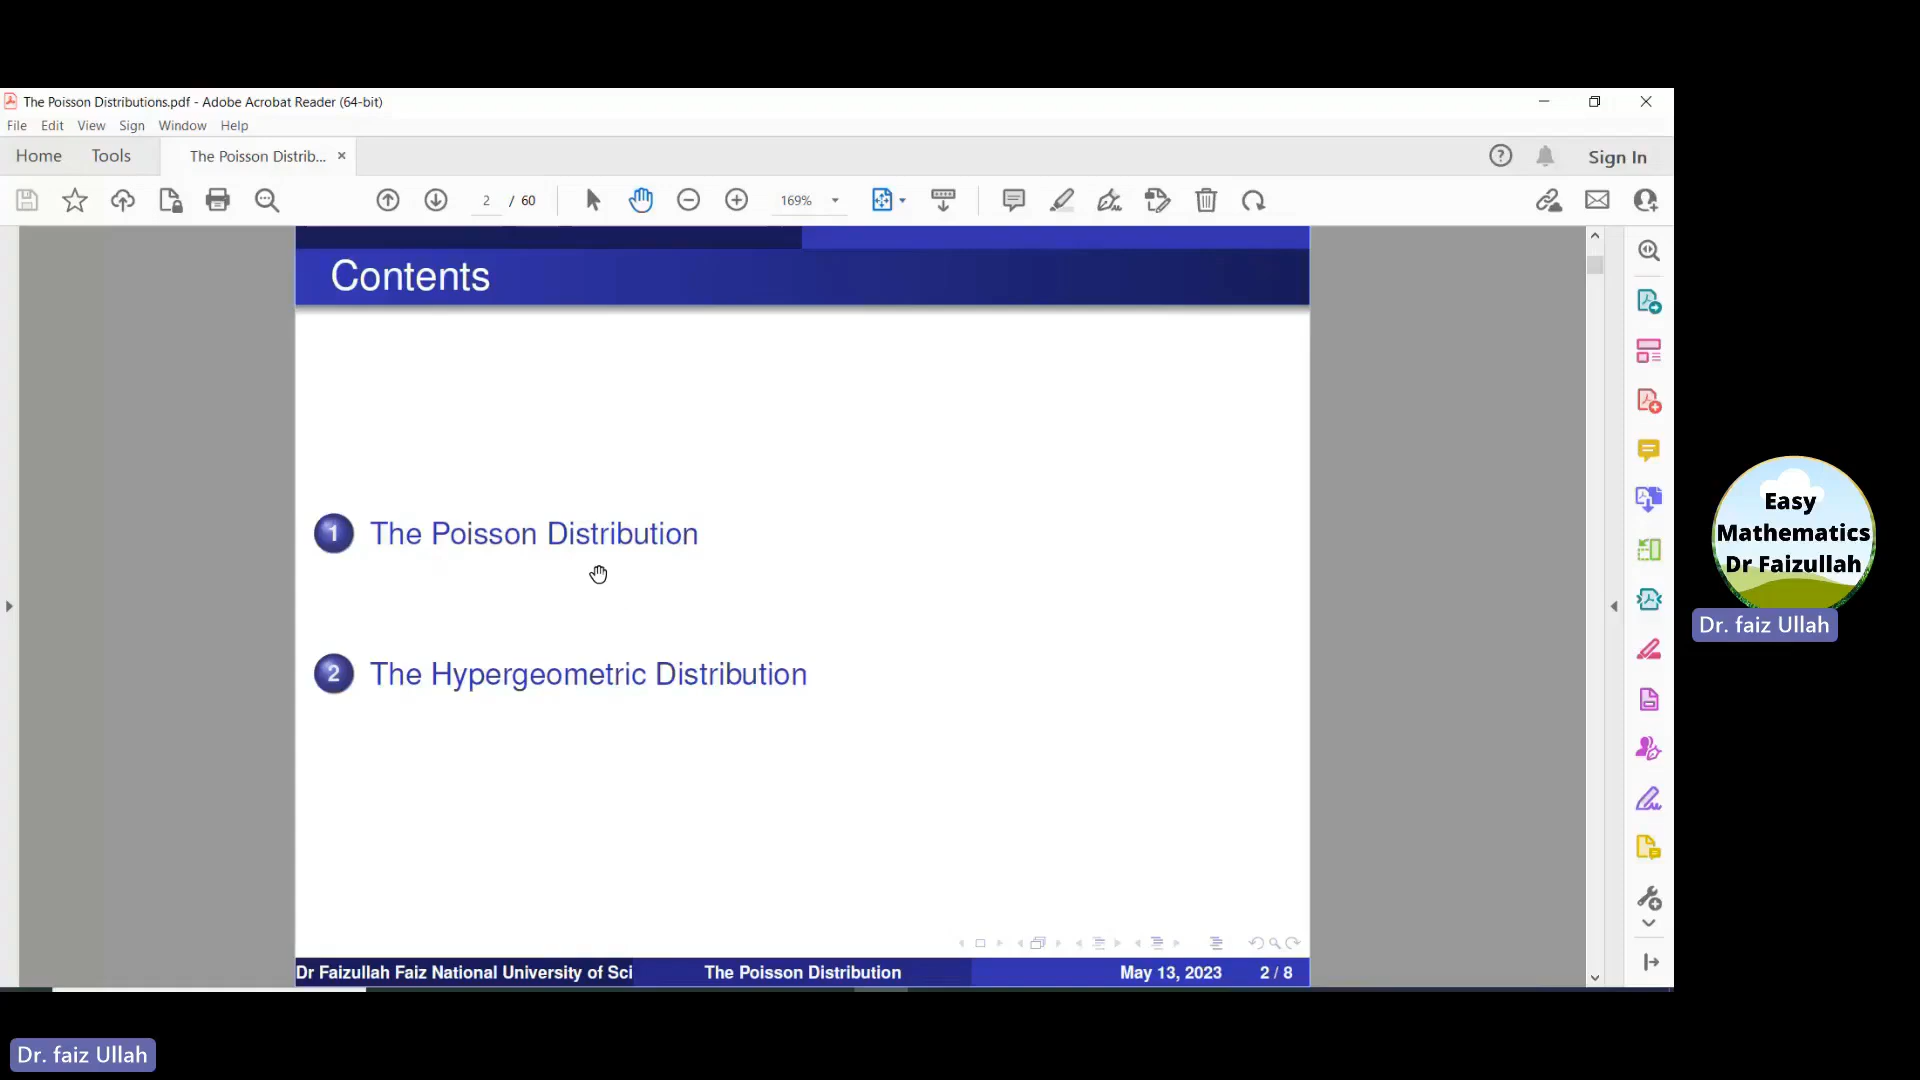 The Poisson Distributions.pdf - Adobe Acrobat Reader (64-bit)
File Edit View Sign Window Help
Home Tools The Poisson Distrib... Sign In
2 / 60 169%
Contents
1 The Poisson Distribution
2 The Hypergeometric Distribution
Dr Faizullah Faiz National University of Sci The Poisson Distribution May 13, 2023 2 / 8
Easy
Mathematics
Dr Faizullah
Dr. faiz Ullah
Dr. faiz Ullah